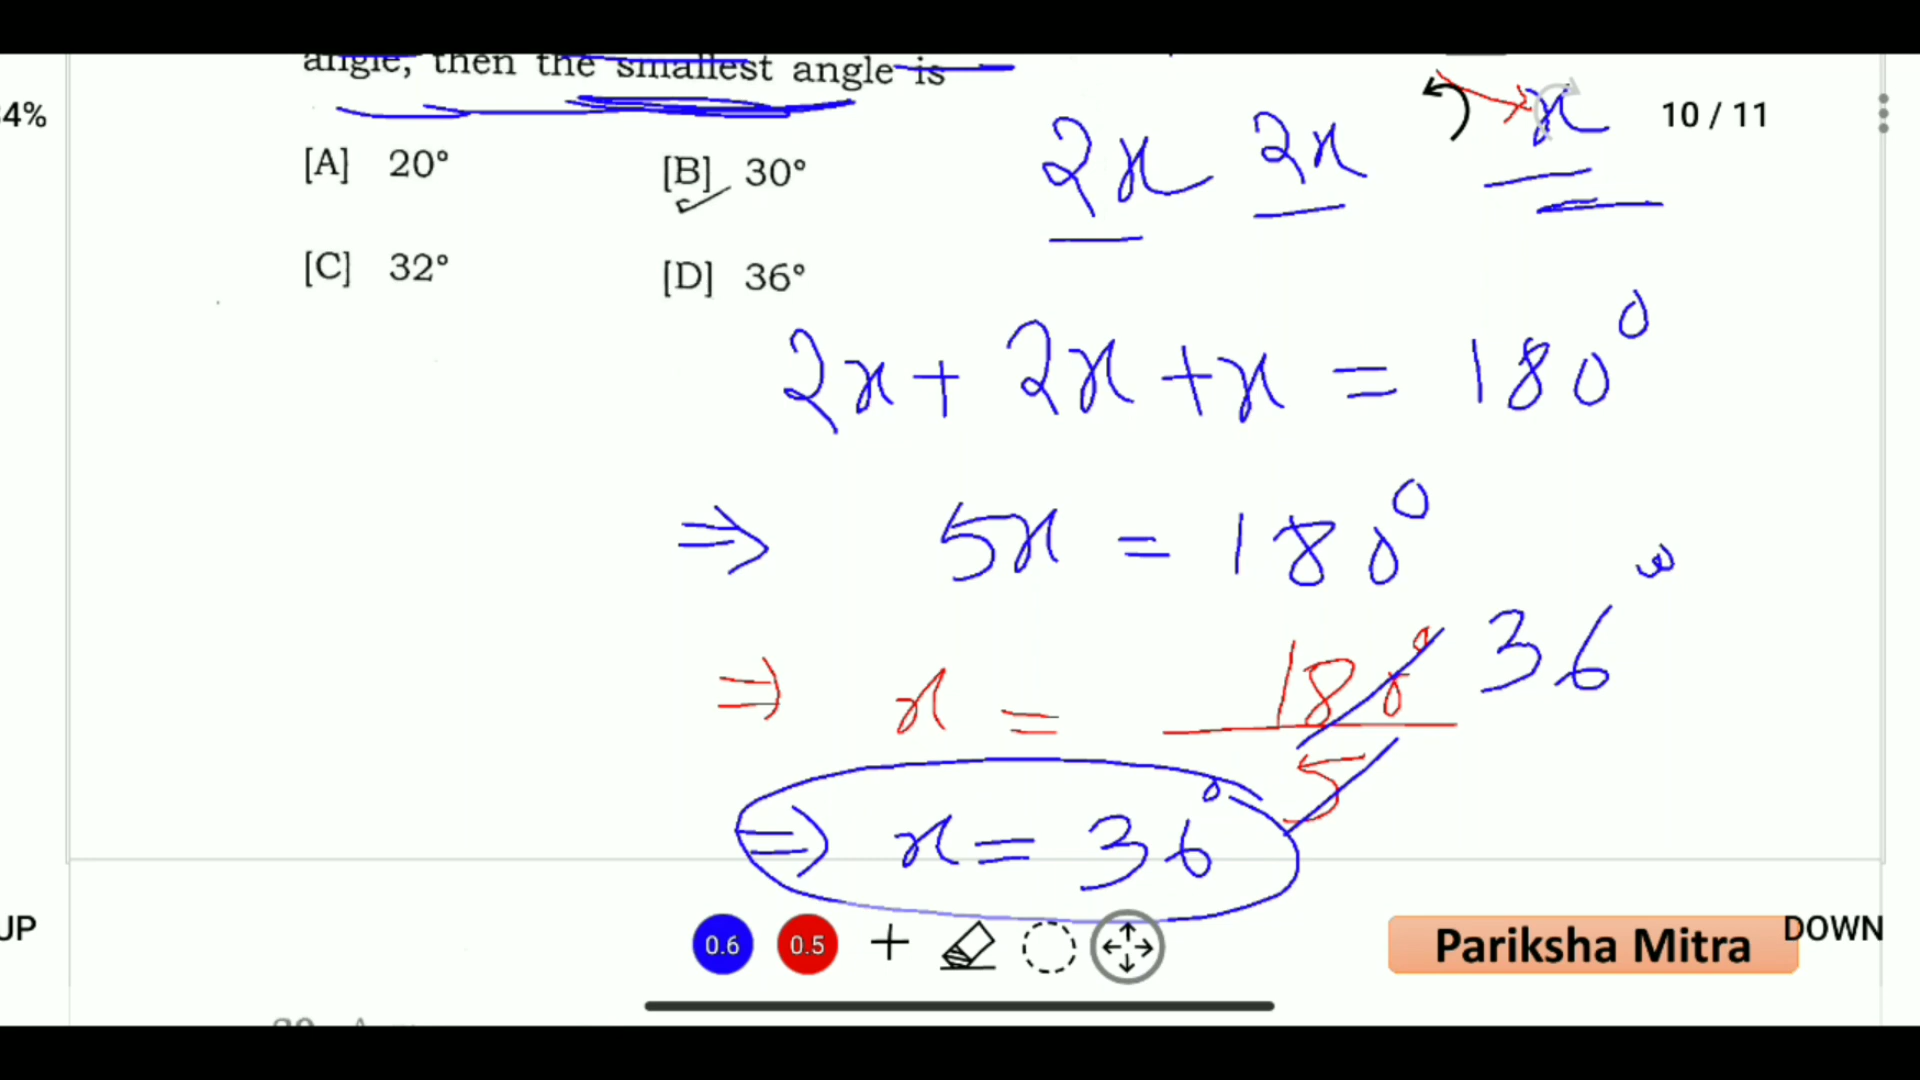 angle, then the smallest angle is
4%
10 / 11
[A] 20°
[B] 30°
2x 2x x
[C] 32°
[D] 36°
2x + 2x + x = 180°
⇒ 5x = 180°
⇒ x = 180° / 5 36°
⇒ x = 36°
UP
0.6
0.5
+
Pariksha Mitra
DOWN